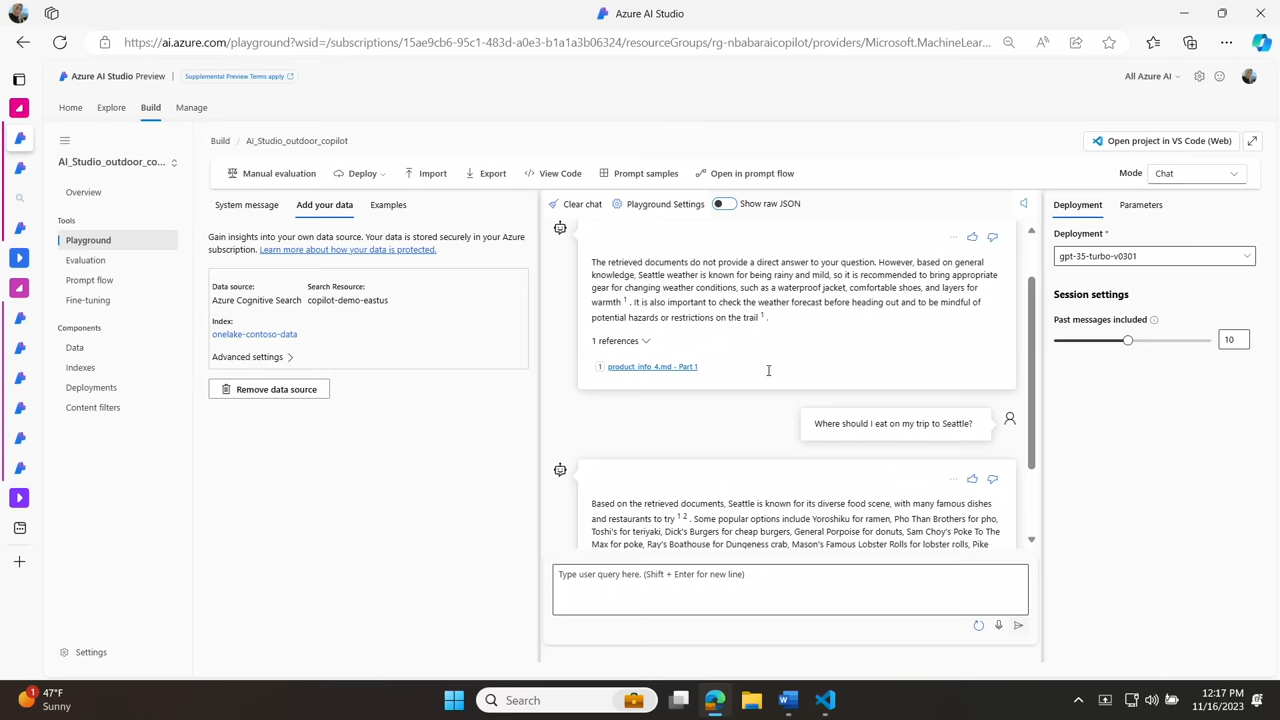 Azure AI Studio
https://ai.azure.com/playground?wsid=/subscriptions/15ae9cb6-95c1-483d-a0e3-b1a1a3b06324/resourceGroups/rg-nbabaraicopilot/providers/Microsoft.MachineLear...
Azure AI Studio Preview | Supplemental Preview Terms apply
All Azure AI
Home Explore Build Manage
Build / AI_Studio_outdoor_copilot
Open project in VS Code (Web)
AI_Studio_outdoor_co...
Manual evaluation Deploy Import Export View Code Prompt samples Open in prompt flow
Mode Chat
Overview
Tools
Playground
Evaluation
Prompt flow
Fine-tuning
Components
Data
Indexes
Deployments
Content filters
Settings
System message Add your data Examples
Gain insights into your own data source. Your data is stored securely in your Azure
subscription. Learn more about how your data is protected.
Data source: Search Resource:
Azure Cognitive Search copilot-demo-eastus
Index:
onelake-contoso-data
Advanced settings
Remove data source
Clear chat Playground Settings Show raw JSON
The retrieved documents do not provide a direct answer to your question. However, based on general
knowledge, Seattle weather is known for being rainy and mild, so it is recommended to bring appropriate
gear for changing weather conditions, such as a waterproof jacket, comfortable shoes, and layers for
warmth 1 . It is also important to check the weather forecast before heading out and to be mindful of
potential hazards or restrictions on the trail 1 .
1 references
1 product_info_4.md - Part 1
Where should I eat on my trip to Seattle?
Based on the retrieved documents, Seattle is known for its diverse food scene, with many famous dishes
and restaurants to try 1 2 . Some popular options include Yoroshiku for ramen, Pho Than Brothers for pho,
Toshi's for teriyaki, Dick's Burgers for cheap burgers, General Porpoise for donuts, Sam Choy's Poke To The
Max for poke, Ray's Boathouse for Dungeness crab, Mason's Famous Lobster Rolls for lobster rolls, Pike
Type user query here. (Shift + Enter for new line)
Deployment Parameters
Deployment *
gpt-35-turbo-v0301
Session settings
Past messages included
10
1
47°F
Sunny
Search
12:17 PM
11/16/2023